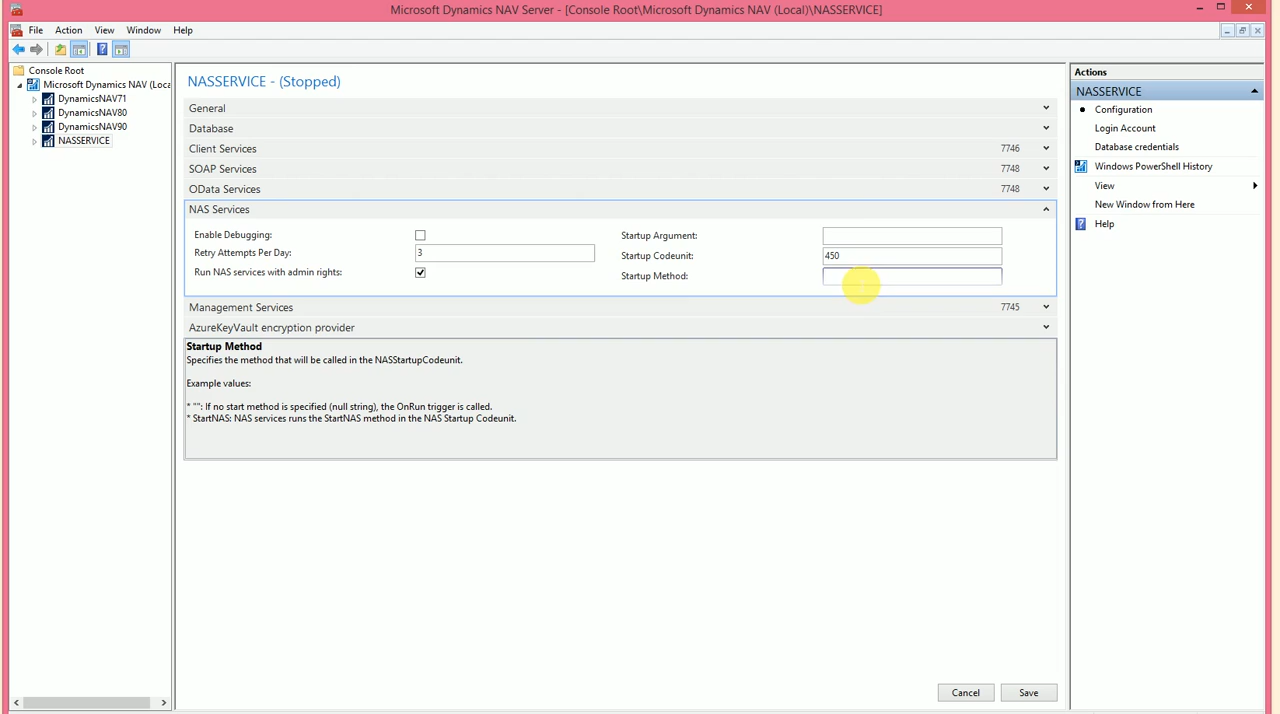 Microsoft Dynamics NAV Server - [Console Root\Microsoft Dynamics NAV (Local)\NASSERVICE]
File Action View Window Help
Console Root
Microsoft Dynamics NAV (Loca
DynamicsNAV71
DynamicsNAV80
DynamicsNAV90
NASSERVICE
NASSERVICE - (Stopped)
General
Database
Client Services 7746
SOAP Services 7748
OData Services 7748
NAS Services
Enable Debugging: Startup Argument:
Retry Attempts Per Day: 3 Startup Codeunit: 450
Run NAS services with admin rights: Startup Method:
Management Services 7745
AzureKeyVault encryption provider
Startup Method
Specifies the method that will be called in the NASStartupCodeunit.
Example values:
* "": If no start method is specified (null string), the OnRun trigger is called.
* StartNAS: NAS services runs the StartNAS method in the NAS Startup Codeunit.
Cancel Save
Actions
NASSERVICE
Configuration
Login Account
Database credentials
Windows PowerShell History
View
New Window from Here
Help